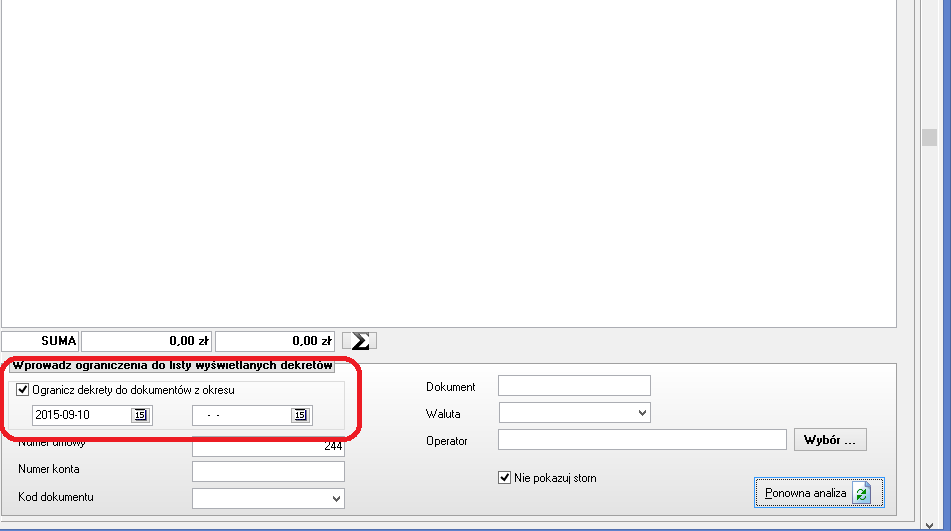 SUMA 0,00 zł 0,00 zł Σ
Wprowadź ograniczenia do listy wyświetlanych dekretów
Ogranicz dekrety do dokumentów z okresu
2015-09-10 15 - - 15
Numer umowy 244
Numer konta
Kod dokumentu
Dokument
Waluta
Operator Wybór ...
Nie pokazuj storn
Ponowna analiza